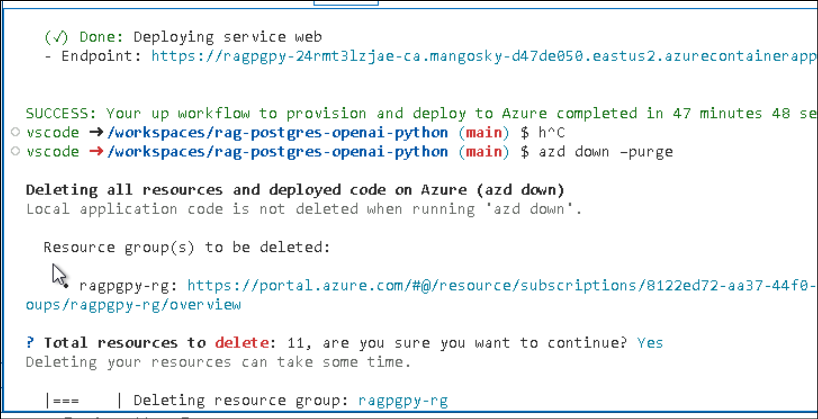 (✓) Done: Deploying service web
- Endpoint: https://ragpgpy-24rmt3lzjae-ca.mangosky-d47de050.eastus2.azurecontainerapp
SUCCESS: Your up workflow to provision and deploy to Azure completed in 47 minutes 48 se
vscode ➜ /workspaces/rag-postgres-openai-python (main) $ h^C
vscode ➜ /workspaces/rag-postgres-openai-python (main) $ azd down –purge
Deleting all resources and deployed code on Azure (azd down)
Local application code is not deleted when running 'azd down'.
Resource group(s) to be deleted:
• ragpgpy-rg: https://portal.azure.com/#@/resource/subscriptions/8122ed72-aa37-44f0-
oups/ragpgpy-rg/overview
? Total resources to delete: 11, are you sure you want to continue? Yes
Deleting your resources can take some time.
|===    | Deleting resource group: ragpgpy-rg